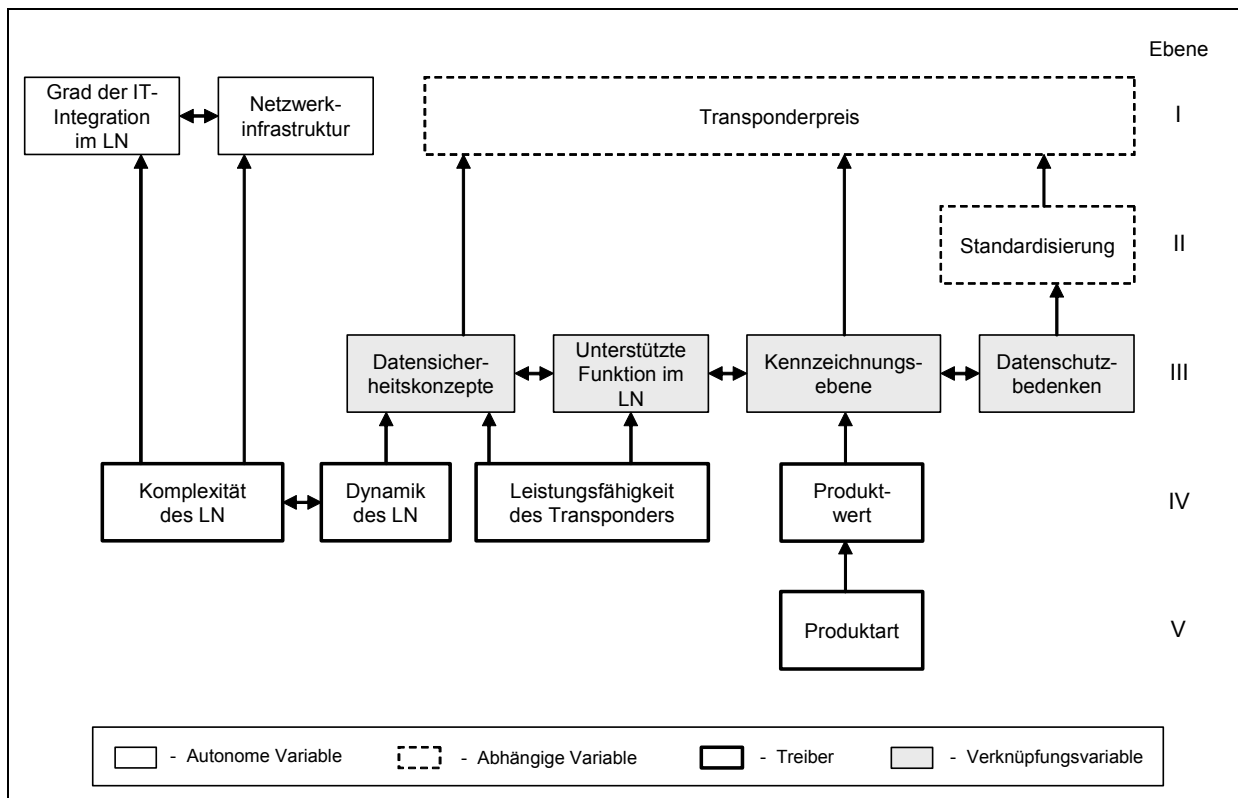 Ebene
Grad der IT-
Integration
im LN
Netzwerk-
infrastruktur
Transponderpreis
I
Standardisierung
II
Datensicher-
heitskonzepte
Unterstützte
Funktion im
LN
Kennzeichnungs-
ebene
Datenschutz-
bedenken
III
Komplexität
des LN
Dynamik
des LN
Leistungsfähigkeit
des Transponders
Produkt-
wert
IV
Produktart
V
- Autonome Variable
- Abhängige Variable
- Treiber
- Verknüpfungsvariable